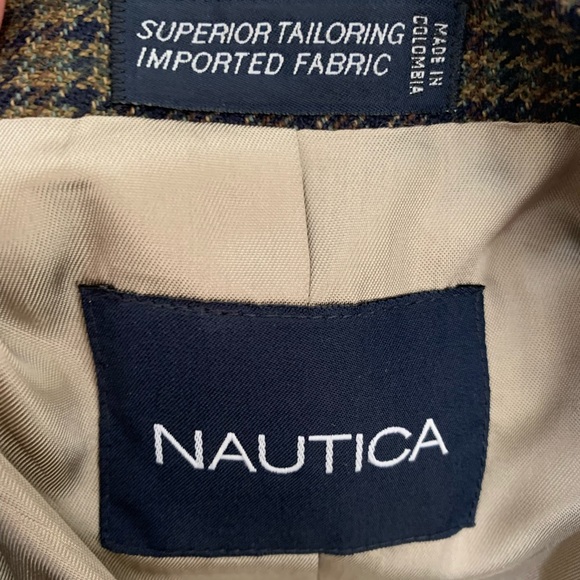 SUPERIOR TAILORING
IMPORTED FABRIC
MADE IN
COLOMBIA
NAUTICA